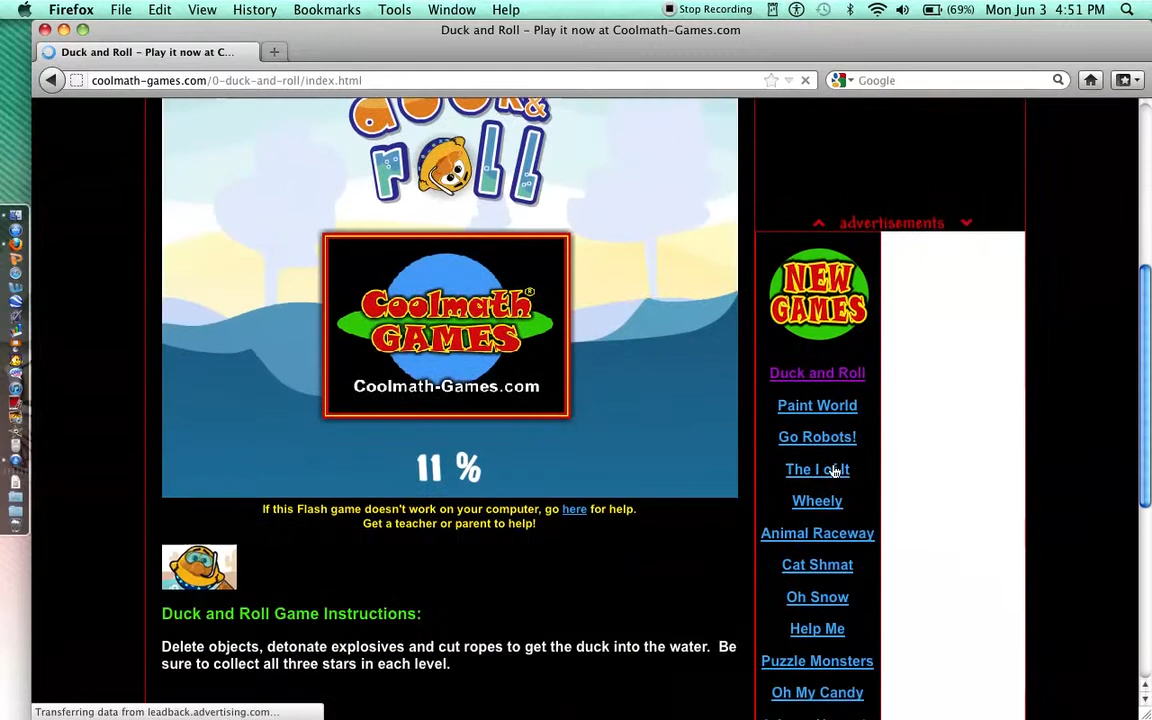 Firefox File Edit View History Bookmarks Tools Window Help Stop Recording (69%) Mon Jun 3 4:51 PM
Duck and Roll – Play it now at Coolmath-Games.com
Duck and Roll – Play it now at C...
coolmath-games.com/0-duck-and-roll/index.html Google
duck &
roll
advertisements
Coolmath®
GAMES
Coolmath-Games.com
11 %
NEW
GAMES
Duck and Roll
Paint World
Go Robots!
The I of It
Wheely
Animal Raceway
Cat Shmat
Oh Snow
Help Me
Puzzle Monsters
Oh My Candy
If this Flash game doesn't work on your computer, go here for help.
Get a teacher or parent to help!
Duck and Roll Game Instructions:
Delete objects, detonate explosives and cut ropes to get the duck into the water. Be
sure to collect all three stars in each level.
Transferring data from leadback.advertising.com...